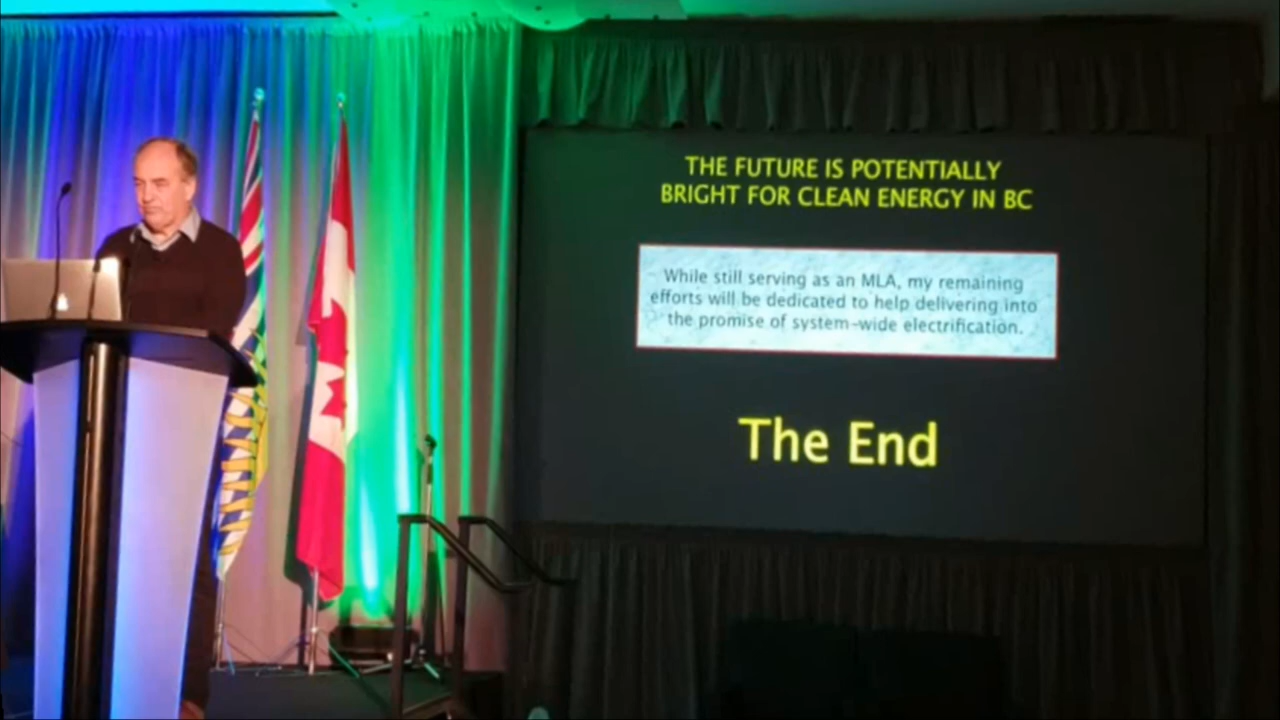 THE FUTURE IS POTENTIALLY
BRIGHT FOR CLEAN ENERGY IN BC
While still serving as an MLA, my remaining
efforts will be dedicated to help delivering into
the promise of system-wide electrification.
The End